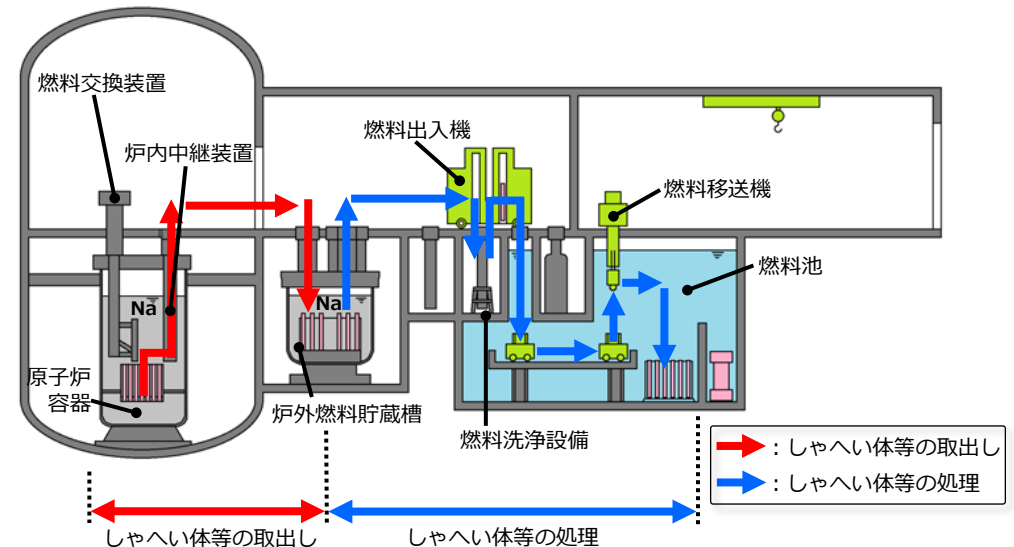 燃料交換装置
炉内中継装置
燃料出入機
燃料移送機
燃料池
Na
Na
原子炉
容器
炉外燃料貯蔵槽
燃料洗浄設備
：しゃへい体等の取出し
：しゃへい体等の処理
しゃへい体等の取出し
しゃへい体等の処理